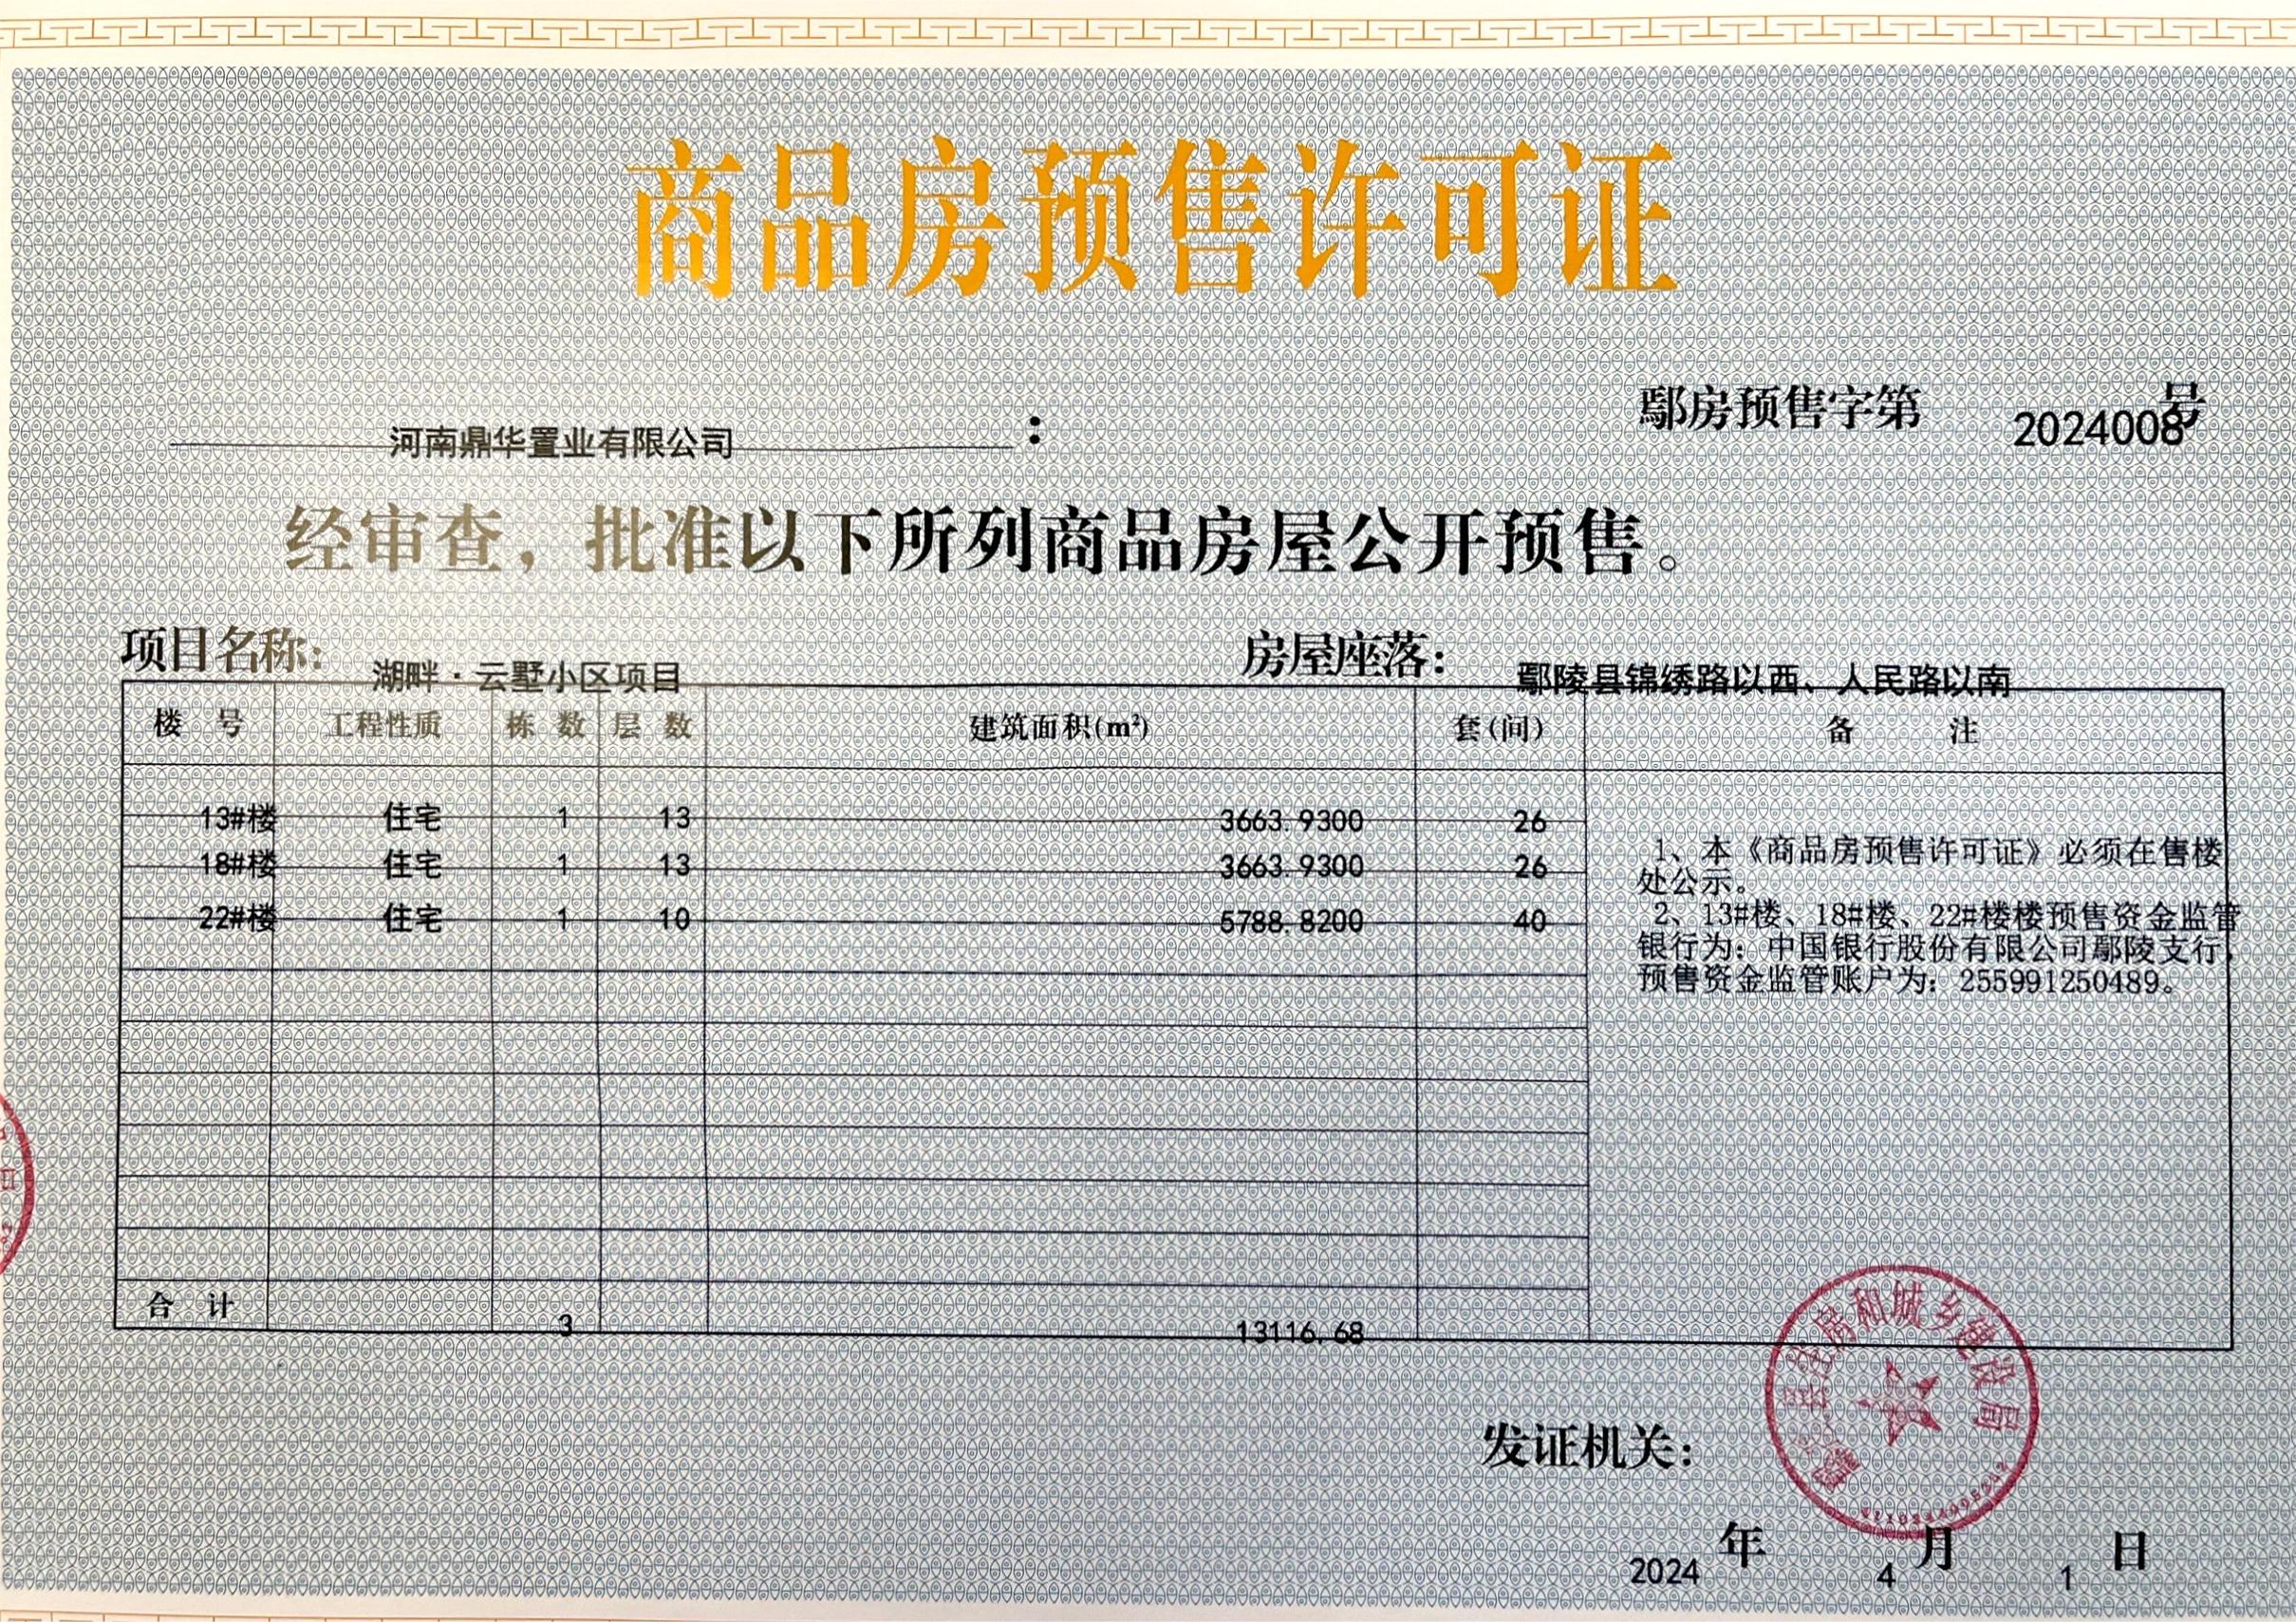 商品房预售许可证
鄢房预售字第 2024008 号
河南鼎华置业有限公司：
经审查，批准以下所列商品房屋公开预售。
项目名称： 湖畔·云墅小区项目 房屋座落： 鄢陵县锦绣路以西、人民路以南
楼 号 工程性质 栋 数 层 数 建筑面积(m²) 套(间) 备 注
13#楼 住宅 1 13 3663.9300 26
18#楼 住宅 1 13 3663.9300 26
22#楼 住宅 1 10 5788.8200 40
1、本《商品房预售许可证》必须在售楼
处公示。
2、13#楼、18#楼、22#楼楼预售资金监管
银行为：中国银行股份有限公司鄢陵支行，
预售资金监管账户为：255991250489。
合 计 3 13116.68
鄢陵县住房和城乡建设局
发证机关：
2024 年 4 月 1 日